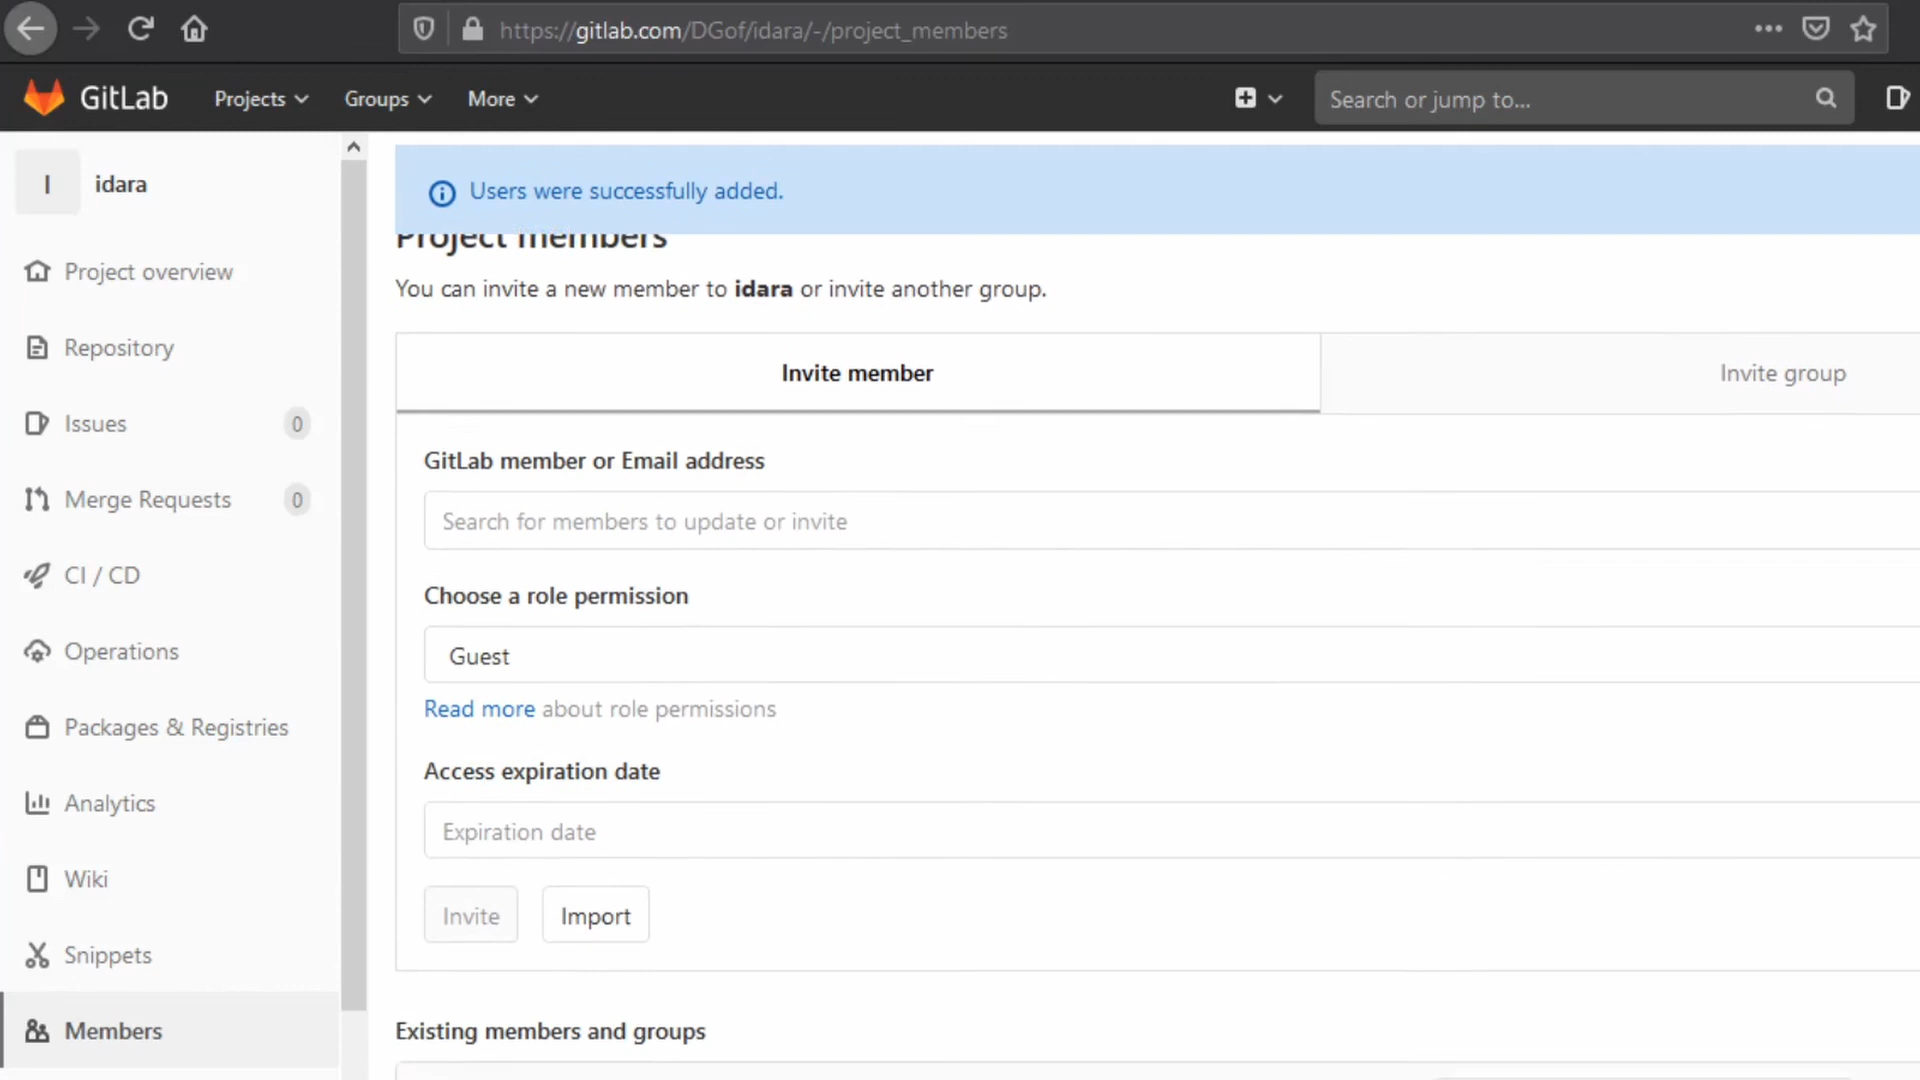 https://gitlab.com/DGof/idara/-/project_members
GitLab Projects Groups More Search or jump to...
I idara
Project overview
Repository
Issues 0
Merge Requests 0
CI / CD
Operations
Packages & Registries
Analytics
Wiki
Snippets
Members
Users were successfully added.
Project members
You can invite a new member to idara or invite another group.
Invite member Invite group
GitLab member or Email address
Search for members to update or invite
Choose a role permission
Guest
Read more about role permissions
Access expiration date
Expiration date
Invite Import
Existing members and groups